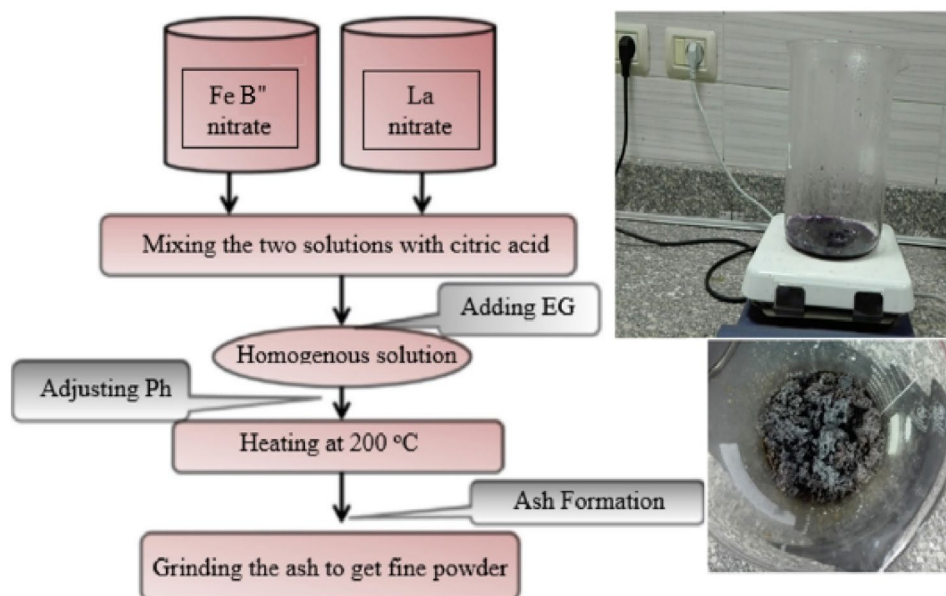 Fe B"
nitrate
La
nitrate
Mixing the two solutions with citric acid
Adding EG
Homogenous solution
Adjusting Ph
Heating at 200 °C
Ash Formation
Grinding the ash to get fine powder